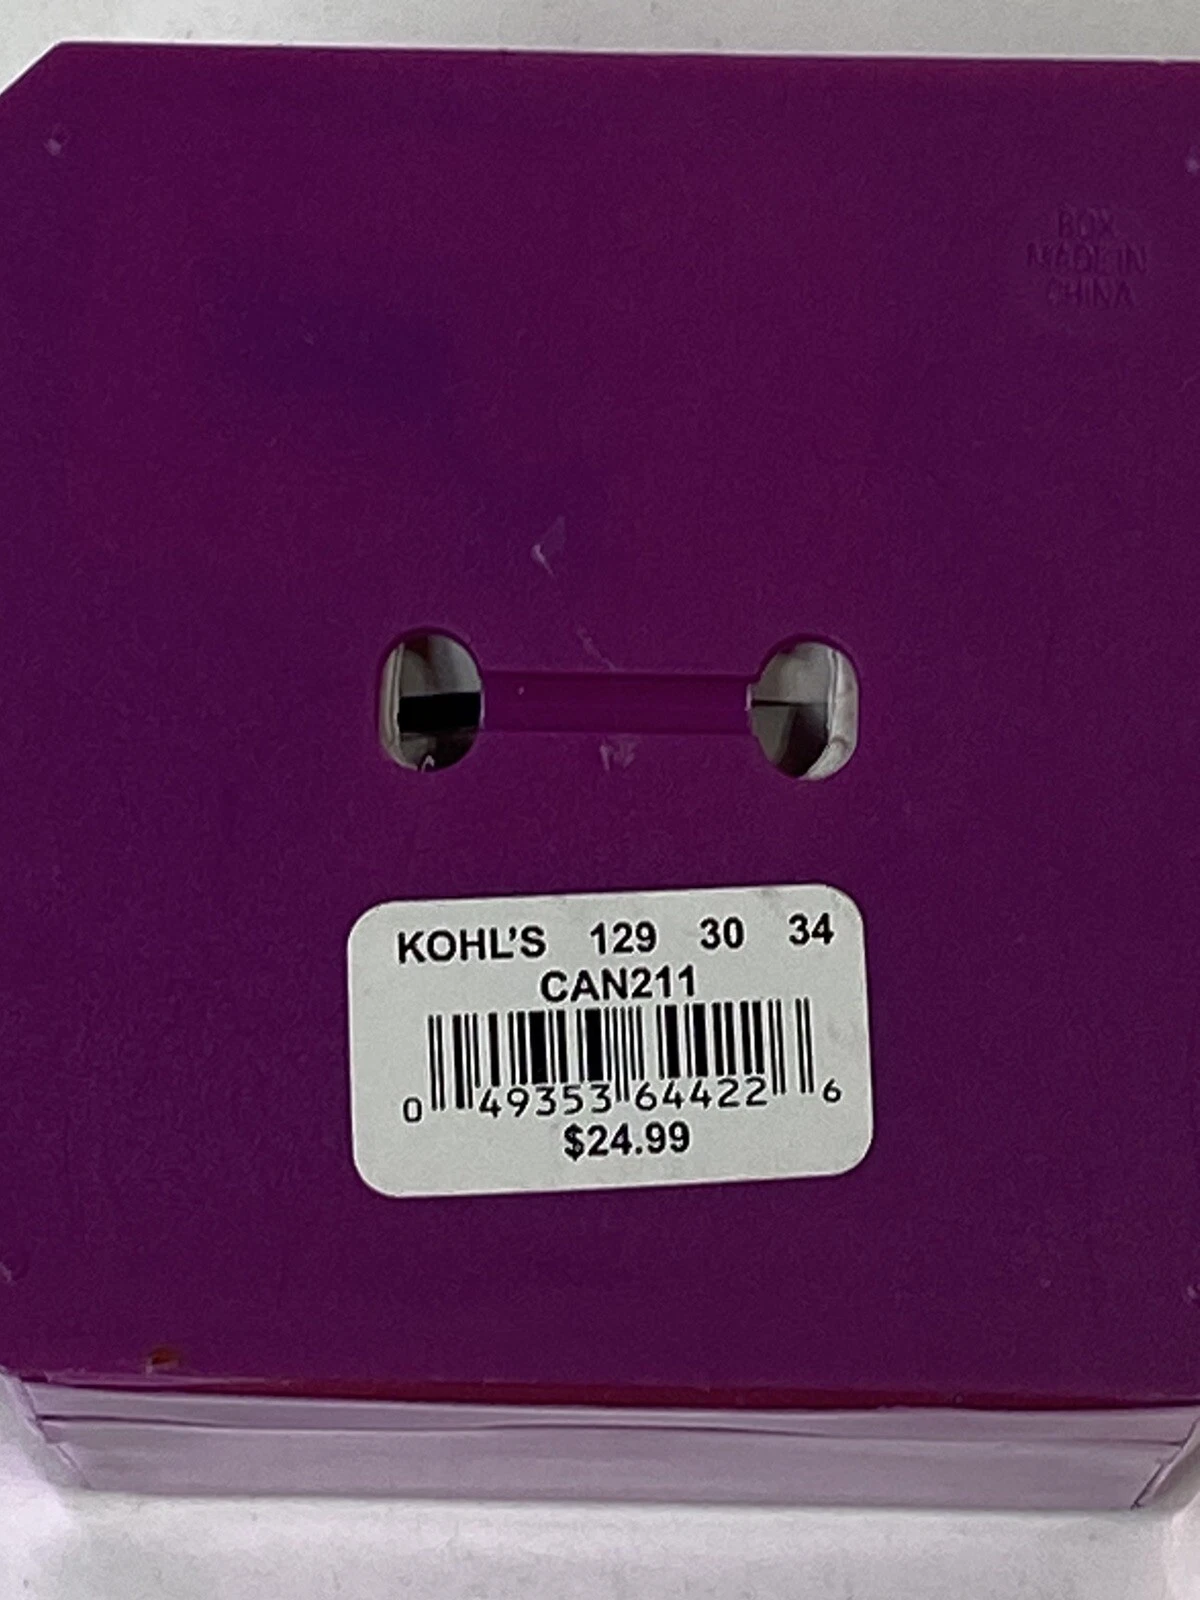 BOX
MADE IN
CHINA
KOHL'S 129 30 34
CAN211
0 49353 64422 6
$24.99